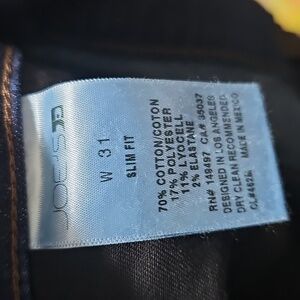 JOE'S
W 31
SLIM FIT
70% COTTON/COTON
17% POLYESTER
11% LYOCELL
2% ELASTANE
RN# 149497 CA# 35037
DESIGNED IN LOS ANGELES
DRY CLEAN RECOMMENDED
MADE IN MEXICO